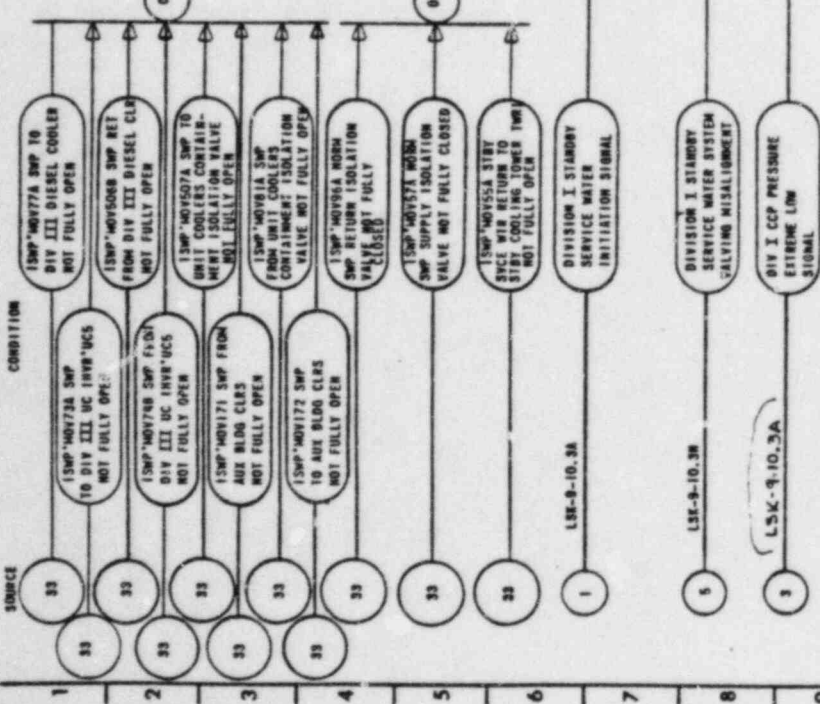 CONDITION
SOURCE
1
33
1SWP*MOV77A SWP TO
DIV III DIESEL COOLER
NOT FULLY OPEN
33
1SWP*MOV73A SWP
TO DIV III UC 1HVR*UC5
NOT FULLY OPEN
2
33
1SWP*MOV506B SWP RET
FROM DIV III DIESEL CLR
NOT FULLY OPEN
33
1SWP*MOV74B SWP FROM
DIV III UC 1HVR*UC5
NOT FULLY OPEN
33
1SWP*MOV507A SWP TO
UNIT COOLERS CONTAIN-
MENT ISOLATION VALVE
NOT FULLY OPEN
3
33
1SWP*MOV171 SWP FROM
AUX BLDG CLRS
NOT FULLY OPEN
33
1SWP*MOV81A SWP
FROM UNIT COOLERS
CONTAINMENT ISOLATION
VALVE NOT FULLY OPEN
33
1SWP*MOV172 SWP
TO AUX BLDG CLRS
NOT FULLY OPEN
4
33
1SWP*MOV96A NORM
SWP RETURN ISOLATION
VALVE NOT FULLY
CLOSED
5
33
1SWP*MOV57A NORM
SWP SUPPLY ISOLATION
VALVE NOT FULLY CLOSED
6
33
1SWP*MOV55A STBY
SVCE WTR RETURN TO
STBY COOLING TOWER TWR1
NOT FULLY OPEN
1
LSK-9-10.3A
DIVISION I STANDBY
SERVICE WATER
INITIATION SIGNAL
7
8
5
LSK-9-10.3N
DIVISION I STANDBY
SERVICE WATER SYSTEM
VALVING MISALIGNMENT
9
3
LSK-9-10.3A
DIV I CCP PRESSURE
EXTREME LOW
SIGNAL